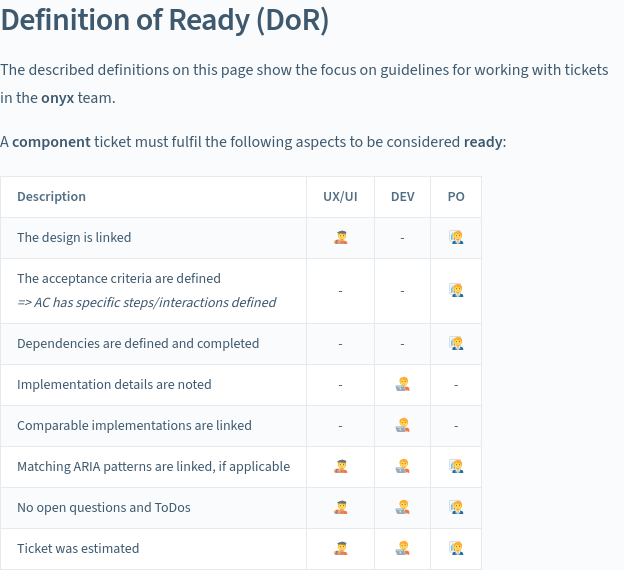 Definition of Ready (DoR)
The described definitions on this page show the focus on guidelines for working with tickets
in the onyx team.
A component ticket must fulfil the following aspects to be considered ready:
Description UX/UI DEV PO
The design is linked -
The acceptance criteria are defined - -
=> AC has specific steps/interactions defined
Dependencies are defined and completed - -
Implementation details are noted - -
Comparable implementations are linked - -
Matching ARIA patterns are linked, if applicable
No open questions and ToDos
Ticket was estimated